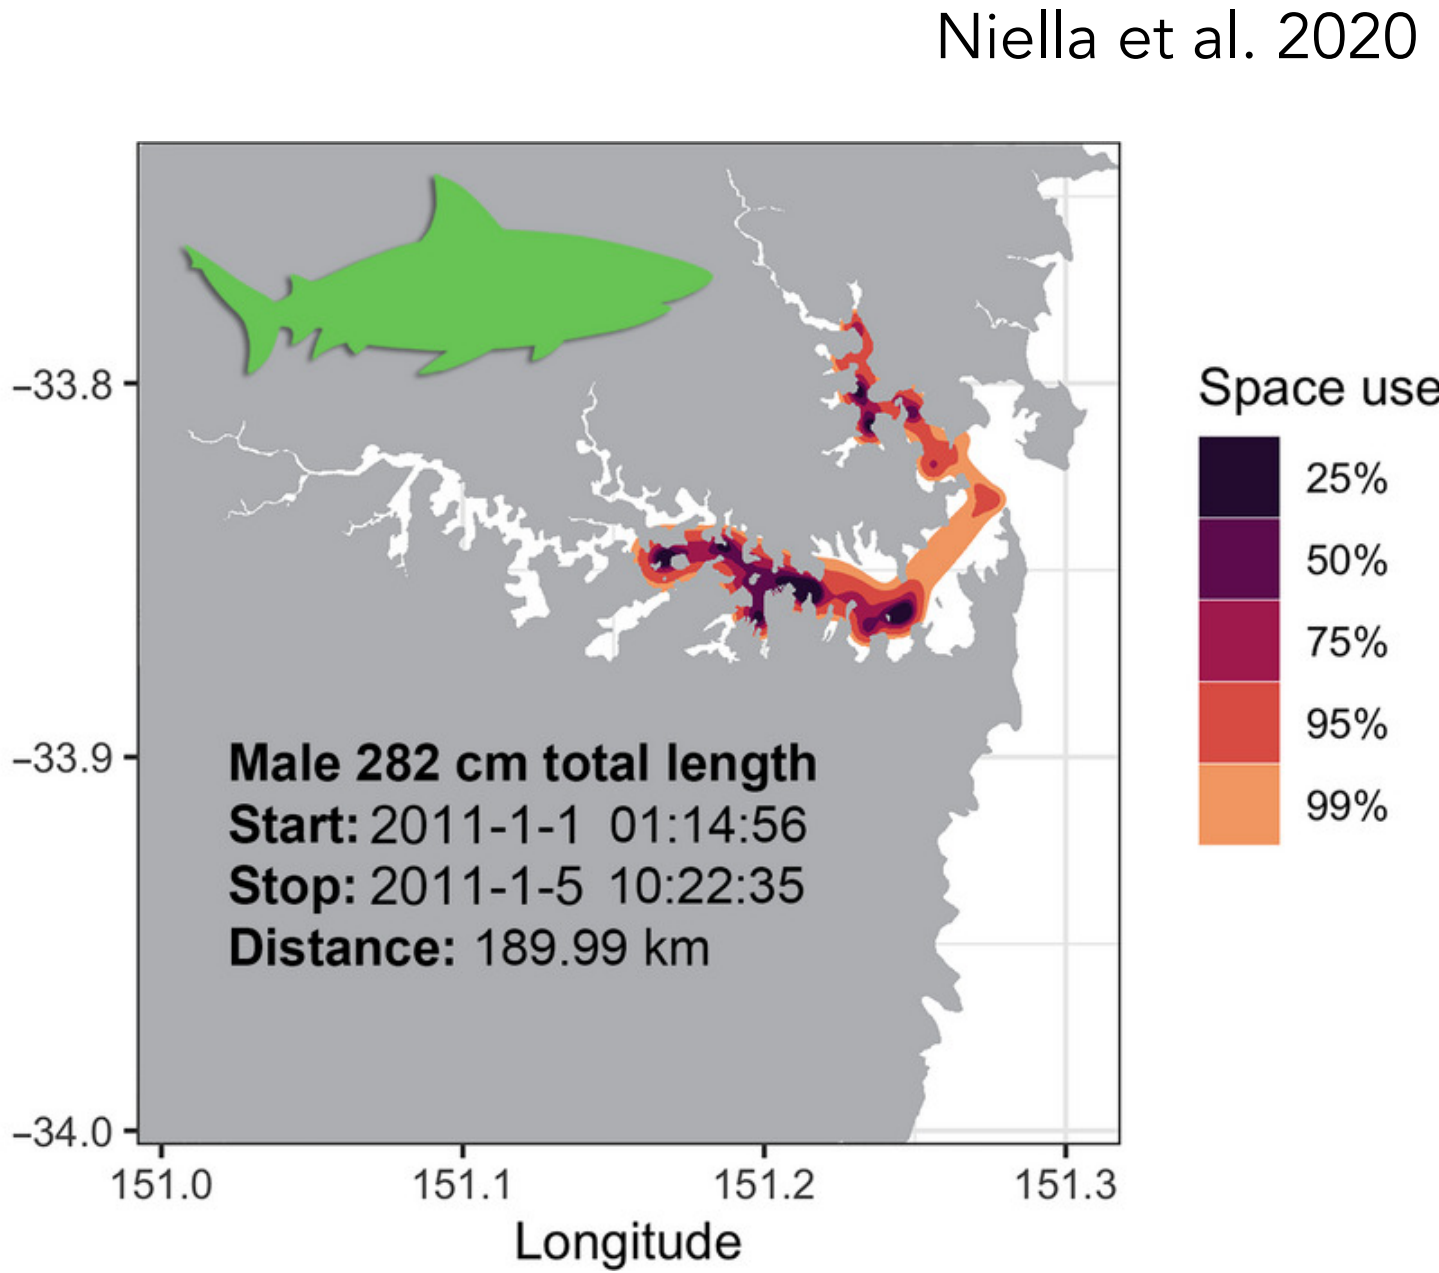 Niella et al. 2020
Space use
25%
50%
75%
95%
99%
−33.8
−33.9
−34.0
Male 282 cm total length
Start: 2011-1-1 01:14:56
Stop: 2011-1-5 10:22:35
Distance: 189.99 km
151.0 151.1 151.2 151.3
Longitude